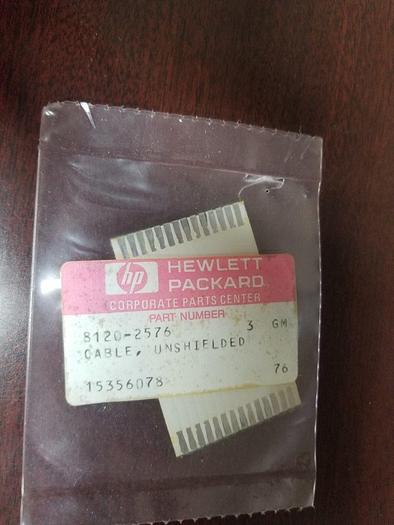 hp HEWLETT
PACKARD
CORPORATE PARTS CENTER
PART NUMBER
8120-2576 3 GM
CABLE, UNSHIELDED
15356078 76